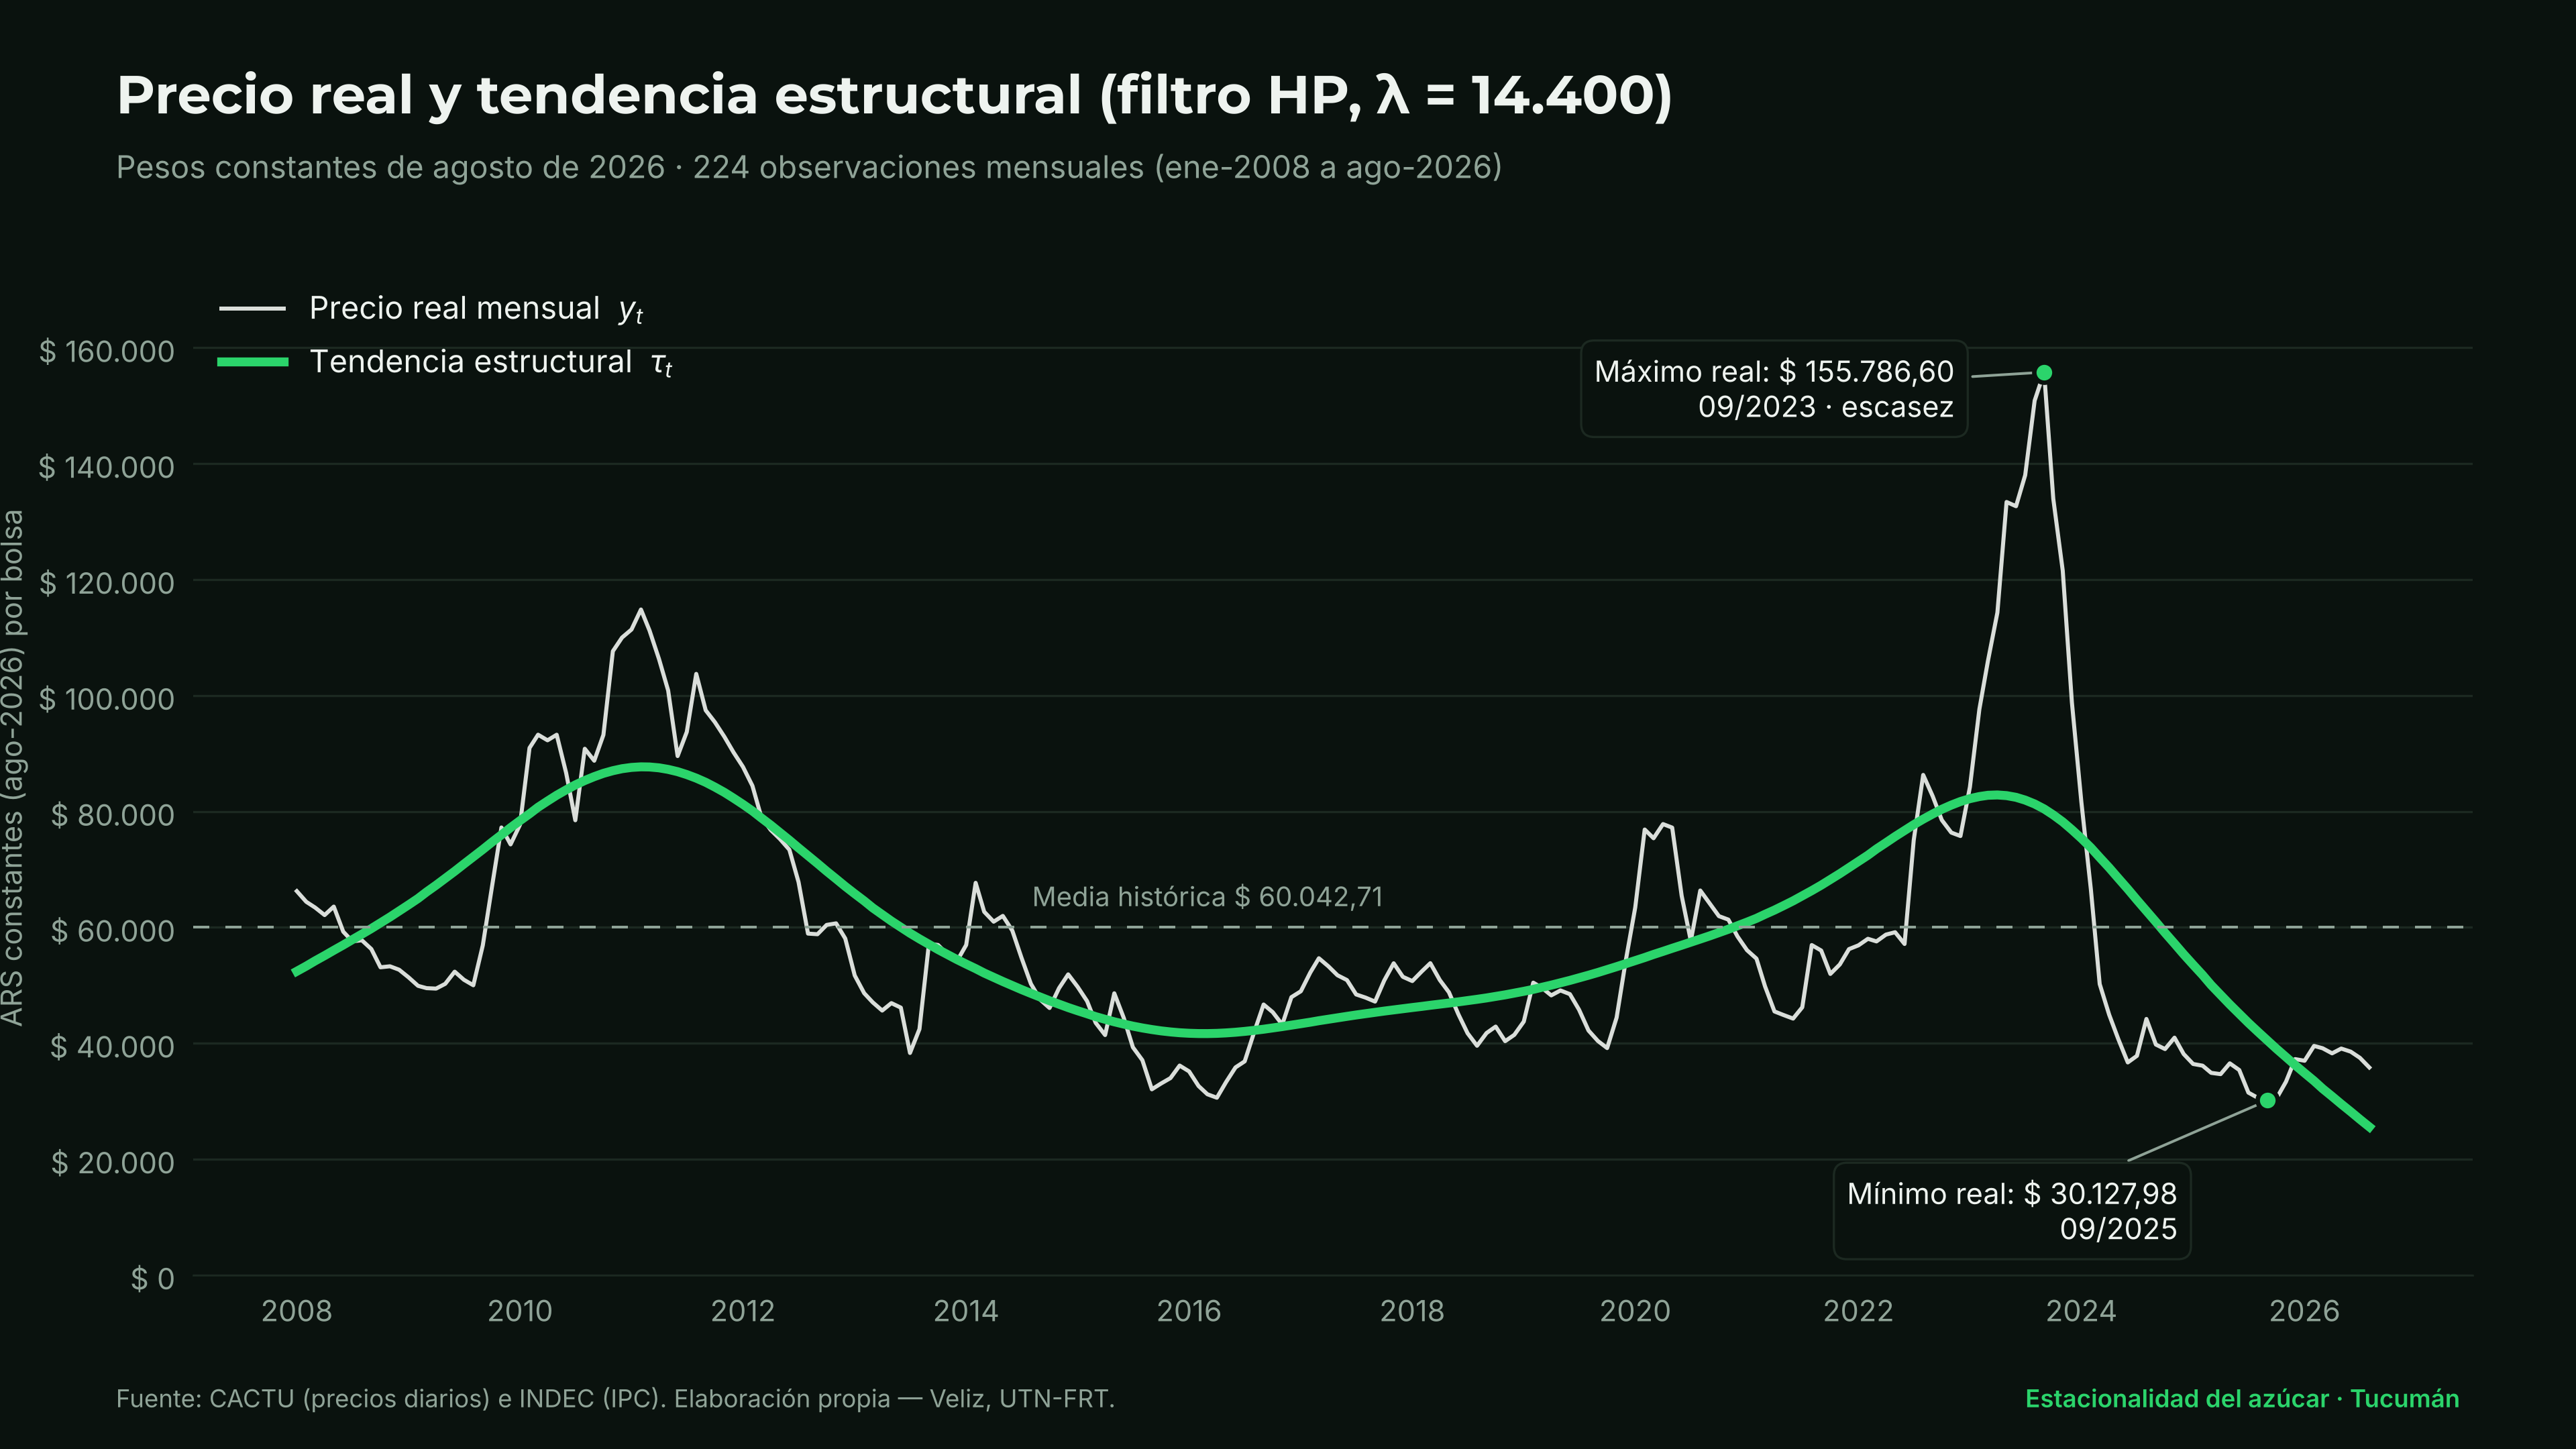 Precio real y tendencia estructural (filtro HP, λ = 14.400)
Pesos constantes de agosto de 2026 · 224 observaciones mensuales (ene-2008 a ago-2026)
Precio real mensual yₜ
Tendencia estructural τₜ
ARS constantes (ago-2026) por bolsa
$ 160.000
$ 140.000
$ 120.000
$ 100.000
$ 80.000
$ 60.000
$ 40.000
$ 20.000
$ 0
Máximo real: $ 155.786,60
09/2023 · escasez
Media histórica $ 60.042,71
Mínimo real: $ 30.127,98
09/2025
2008 2010 2012 2014 2016 2018 2020 2022 2024 2026
Fuente: CACTU (precios diarios) e INDEC (IPC). Elaboración propia — Veliz, UTN-FRT.
Estacionalidad del azúcar · Tucumán